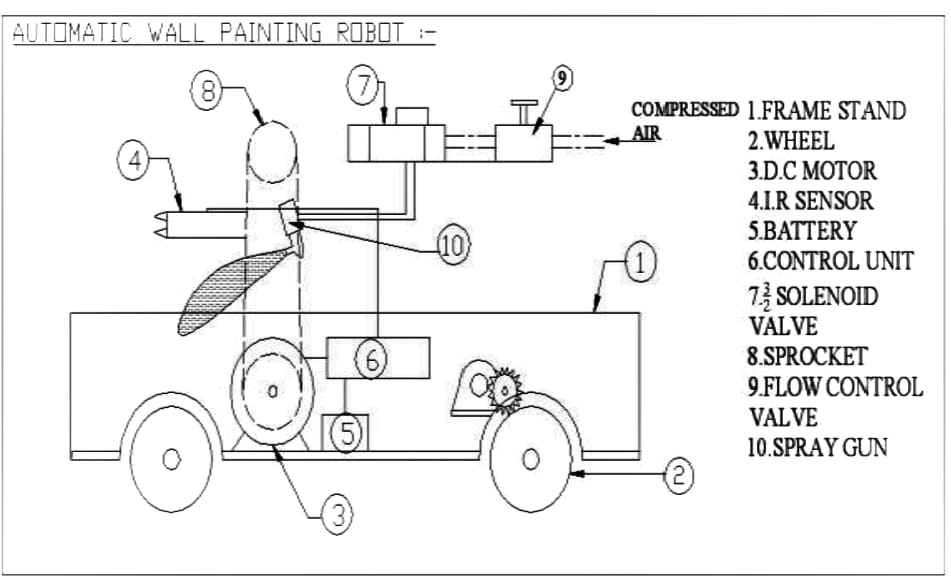 AUTOMATIC WALL PAINTING ROBOT :-
8
7
9
COMPRESSED
AIR
4
10
1
6
5
2
3
1.FRAME STAND
2.WHEEL
3.D.C MOTOR
4.I.R SENSOR
5.BATTERY
6.CONTROL UNIT
7.3/2 SOLENOID
VALVE
8.SPROCKET
9.FLOW CONTROL
VALVE
10.SPRAY GUN